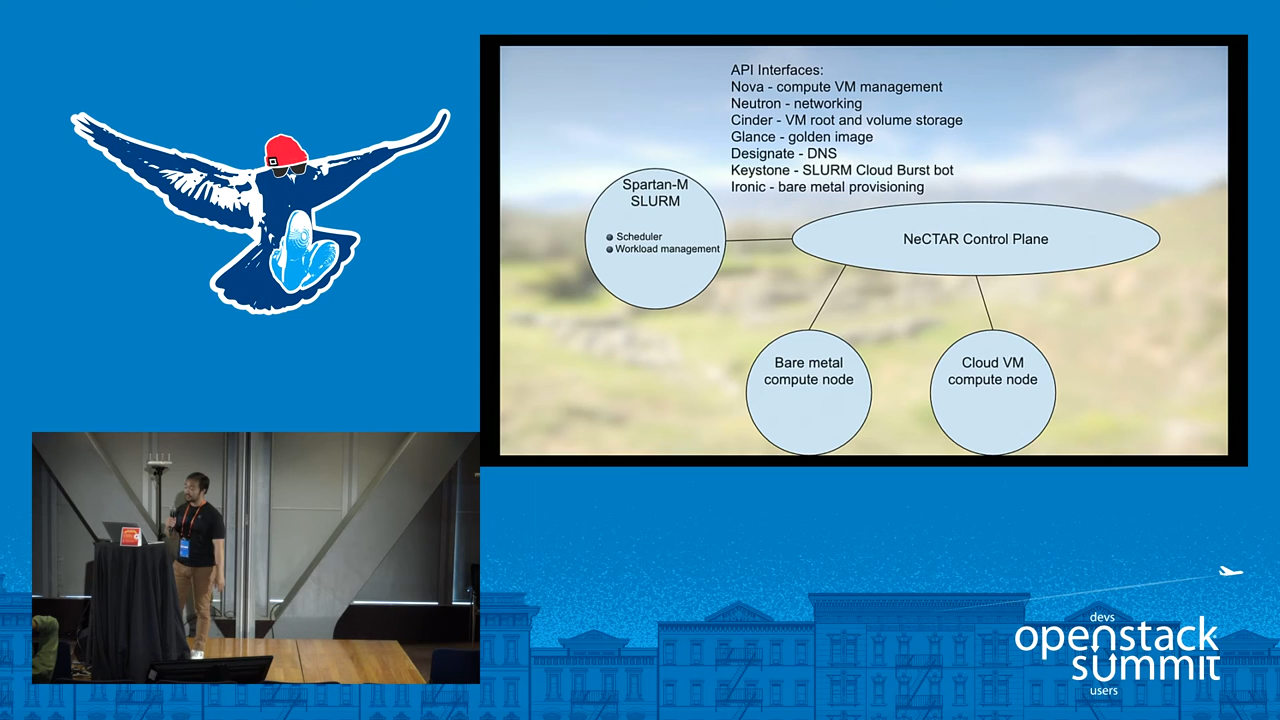 API Interfaces:
Nova - compute VM management
Neutron - networking
Cinder - VM root and volume storage
Glance - golden image
Designate - DNS
Keystone - SLURM Cloud Burst bot
Ironic - bare metal provisioning
Spartan-M
SLURM
Scheduler
Workload management
NeCTAR Control Plane
Bare metal
compute node
Cloud VM
compute node
devs
openstack
summit
users